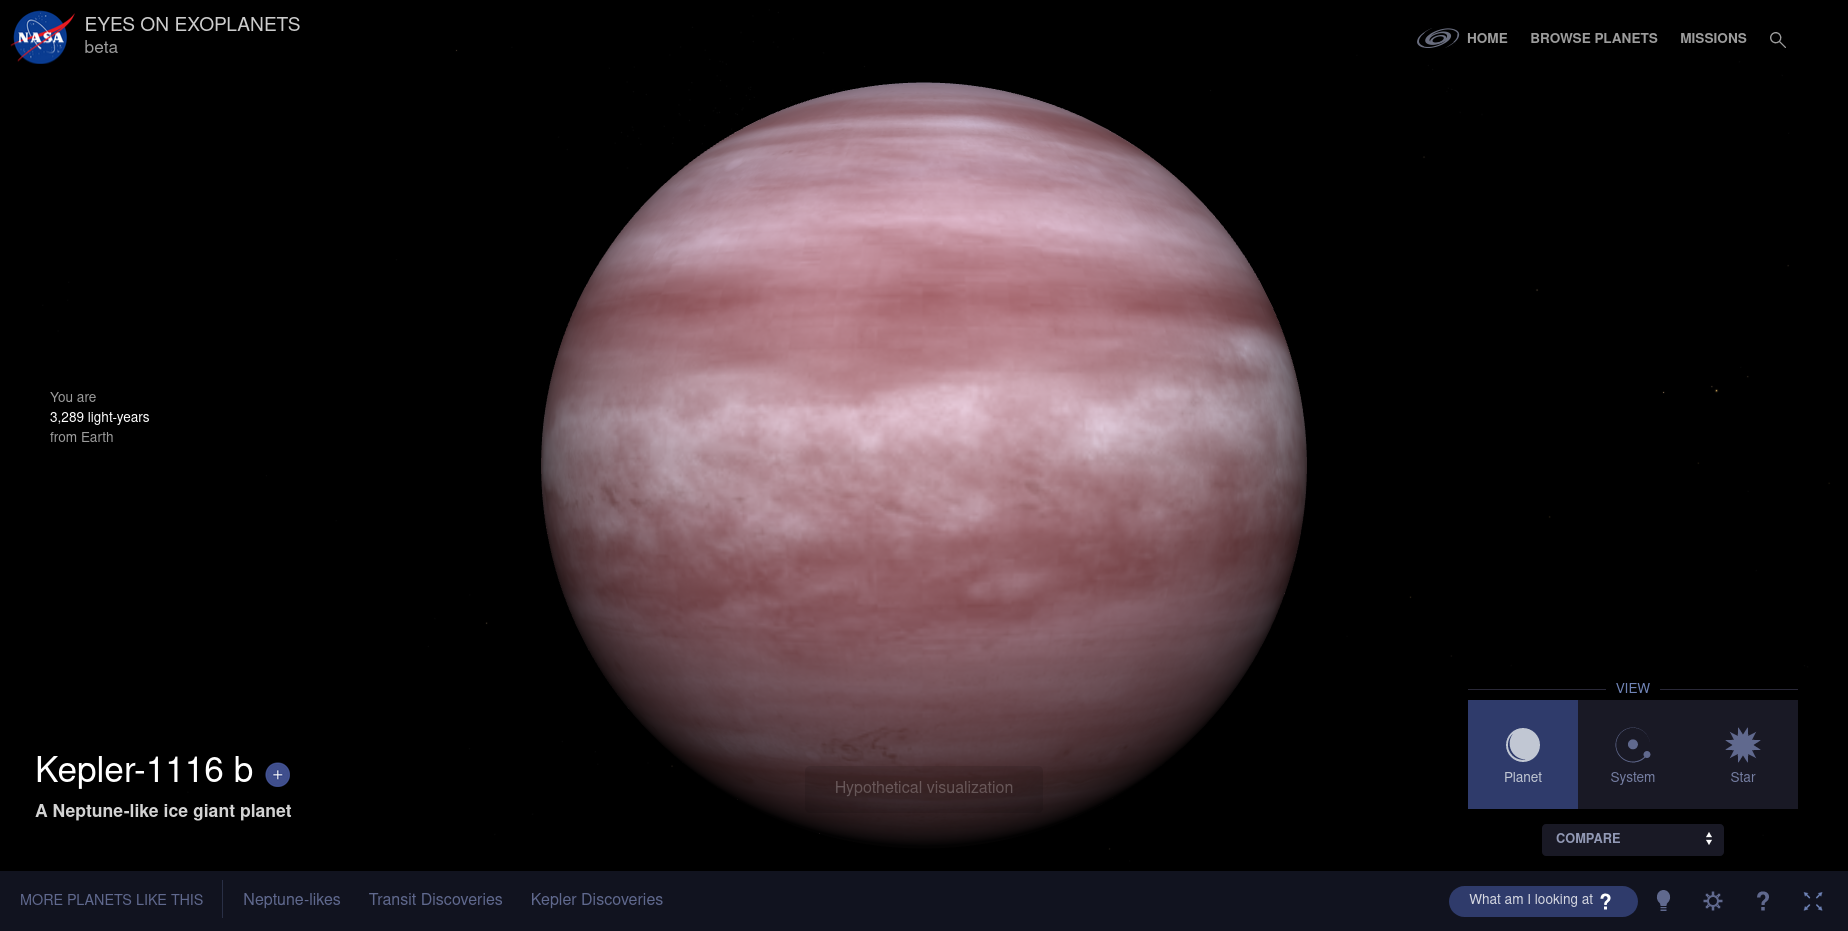 NASA
EYES ON EXOPLANETS
beta
HOME
BROWSE PLANETS
MISSIONS
You are
3,289 light-years
from Earth
Kepler-1116 b +
A Neptune-like ice giant planet
Hypothetical visualization
VIEW
Planet
System
Star
COMPARE
MORE PLANETS LIKE THIS
Neptune-likes
Transit Discoveries
Kepler Discoveries
What am I looking at ?
?